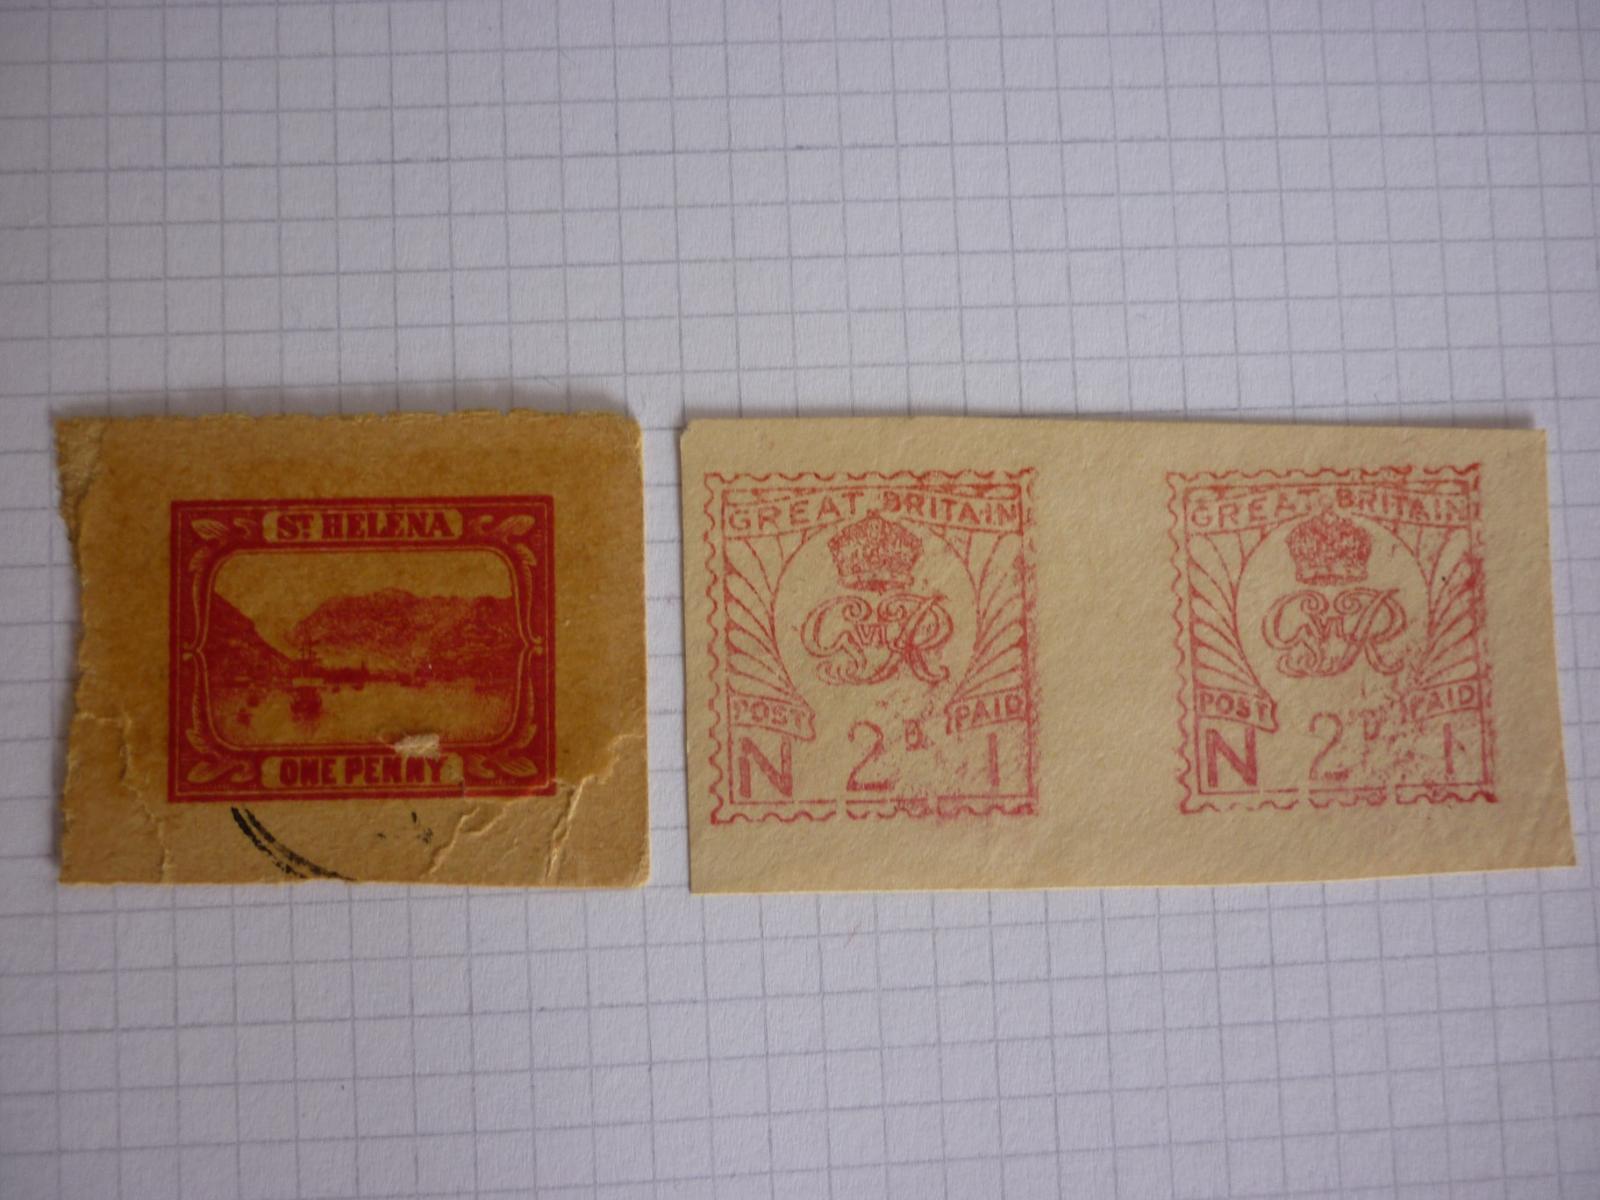 ST HELENA
ONE PENNY
GREAT BRITAIN
GVIR
POST PAID
N 2D 1
GREAT BRITAIN
GVIR
POST PAID
N 2D 1